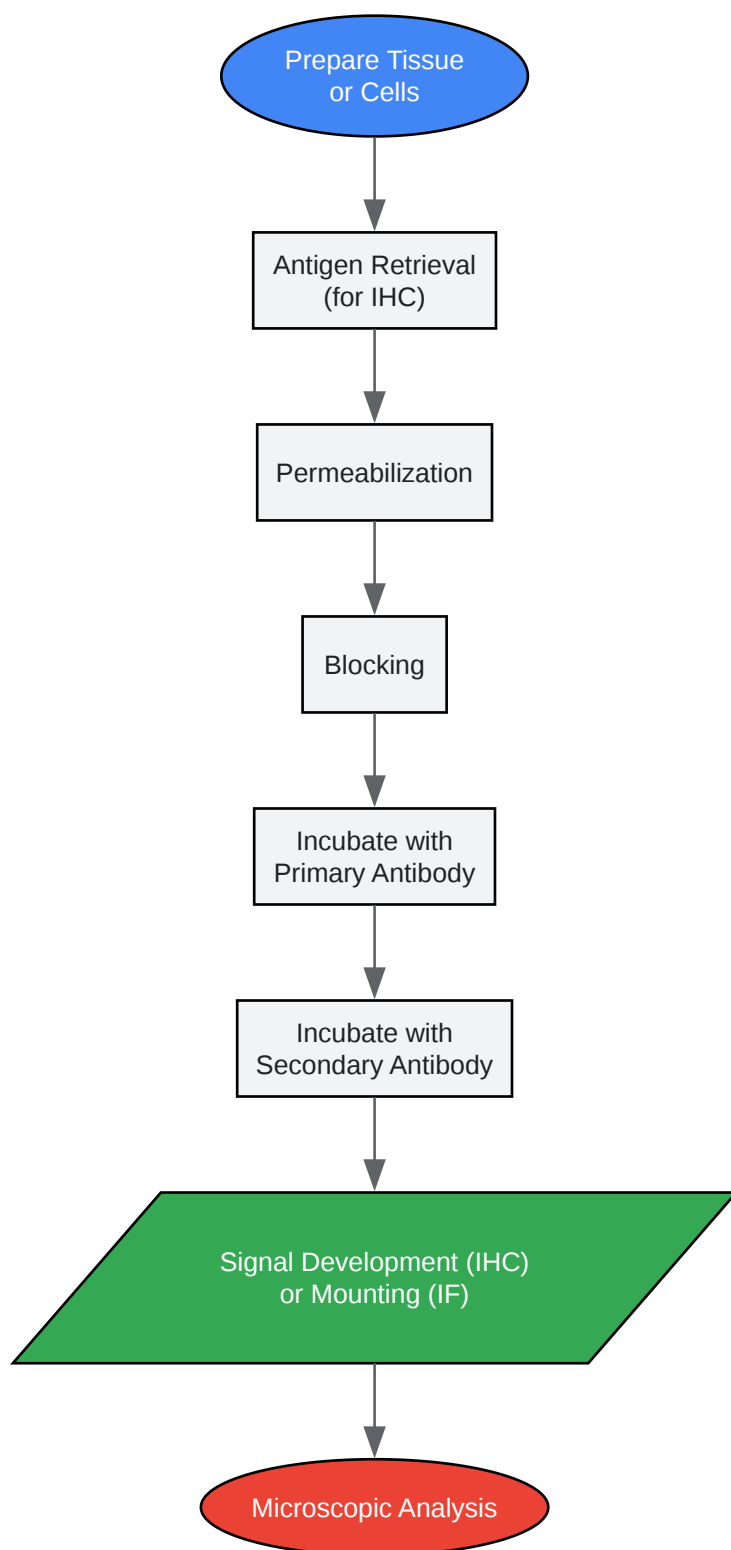 Prepare Tissue
or Cells
Antigen Retrieval
(for IHC)
Permeabilization
Blocking
Incubate with
Primary Antibody
Incubate with
Secondary Antibody
Signal Development (IHC)
or Mounting (IF)
Microscopic Analysis